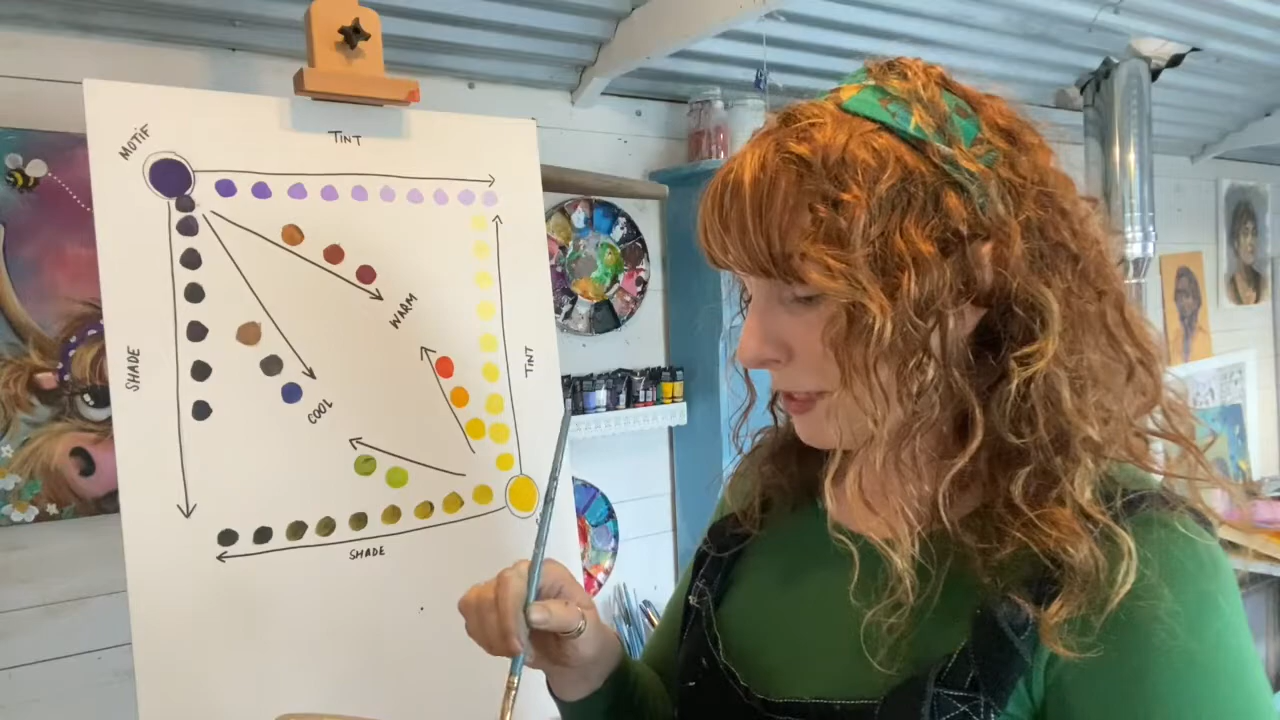 MOTIF
TINT
WARM
SHADE
TINT
COOL
SHADE